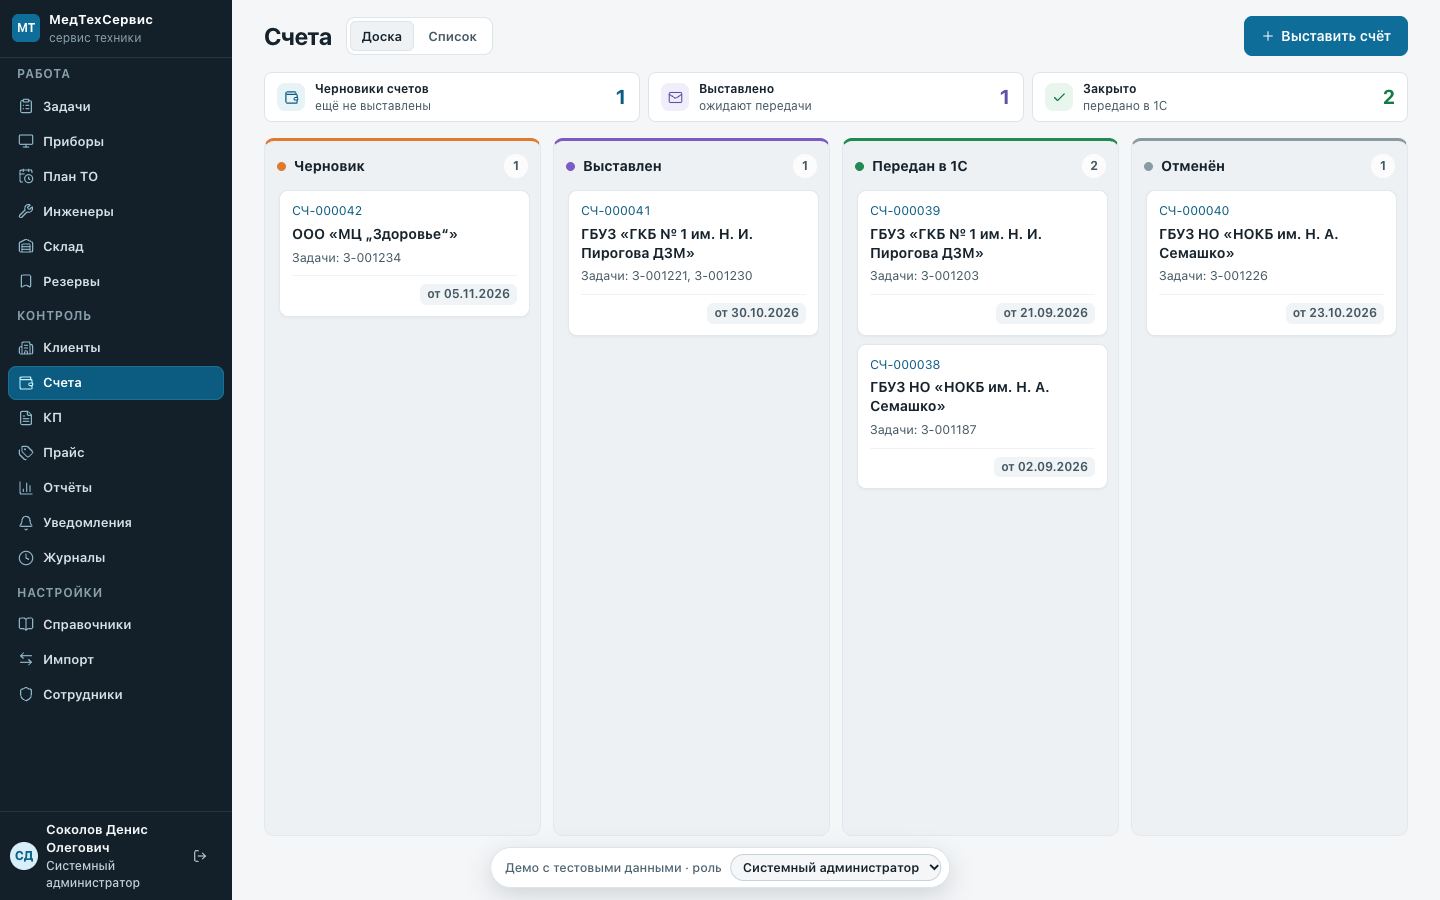 МТ
МедТехСервис
сервис техники
РАБОТА
Задачи
Приборы
План ТО
Инженеры
Склад
Резервы
КОНТРОЛЬ
Клиенты
Счета
КП
Прайс
Отчёты
Уведомления
Журналы
НАСТРОЙКИ
Справочники
Импорт
Сотрудники
СД
Соколов Денис
Олегович
Системный
администратор
Счета
Доска
Список
+ Выставить счёт
Черновики счетов
ещё не выставлены
1
Выставлено
ожидают передачи
1
Закрыто
передано в 1С
2
Черновик
1
СЧ-000042
ООО «МЦ „Здоровье“»
Задачи: З-001234
от 05.11.2026
Выставлен
1
СЧ-000041
ГБУЗ «ГКБ № 1 им. Н. И.
Пирогова ДЗМ»
Задачи: З-001221, З-001230
от 30.10.2026
Передан в 1С
2
СЧ-000039
ГБУЗ «ГКБ № 1 им. Н. И.
Пирогова ДЗМ»
Задачи: З-001203
от 21.09.2026
СЧ-000038
ГБУЗ НО «НОКБ им. Н. А.
Семашко»
Задачи: З-001187
от 02.09.2026
Отменён
1
СЧ-000040
ГБУЗ НО «НОКБ им. Н. А.
Семашко»
Задачи: З-001226
от 23.10.2026
Демо с тестовыми данными · роль
Системный администратор